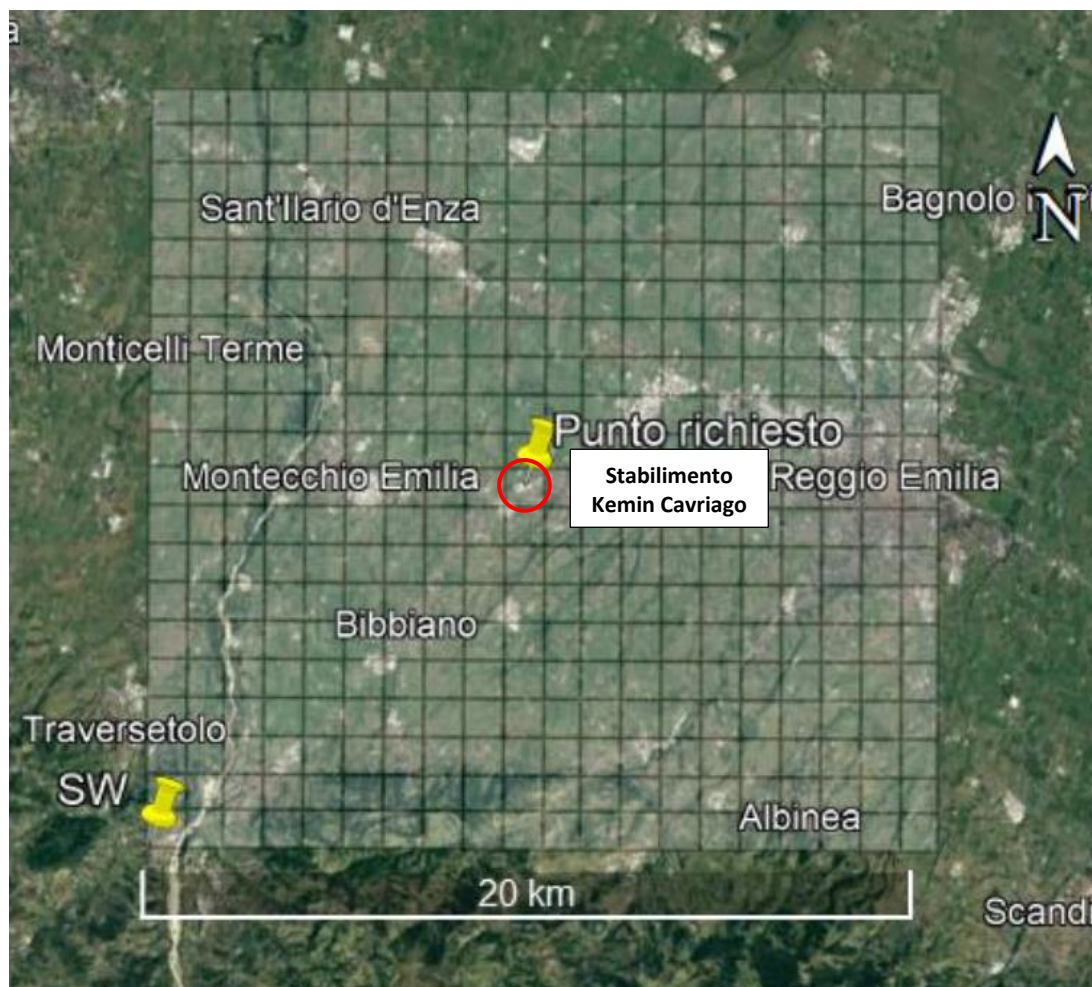 a
Sant'Ilario d'Enza
Bagnolo in P
N
Monticelli Terme
Punto richiesto
Montecchio Emilia
Stabilimento
Kemin Cavriago
Reggio Emilia
Bibbiano
Traversetolo
SW
Albinea
20 km
Scandi